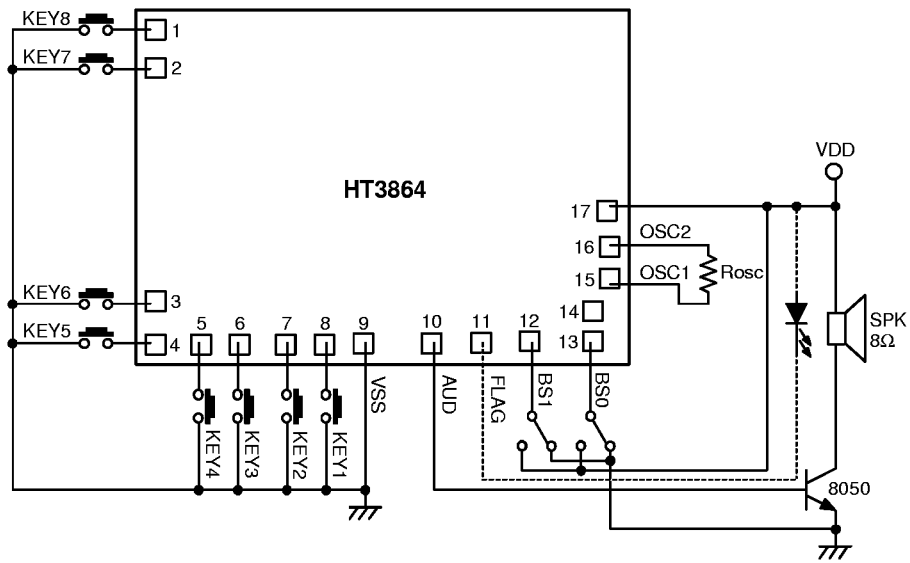 KEY8
1
KEY7
2
HT3864
VDD
17
16
OSC2
15
OSC1
Rosc
14
13
KEY6
3
KEY5
4
5
6
7
8
9
10
11
12
SPK
8Ω
KEY4
KEY3
KEY2
KEY1
VSS
AUD
FLAG
BS1
BS0
8050